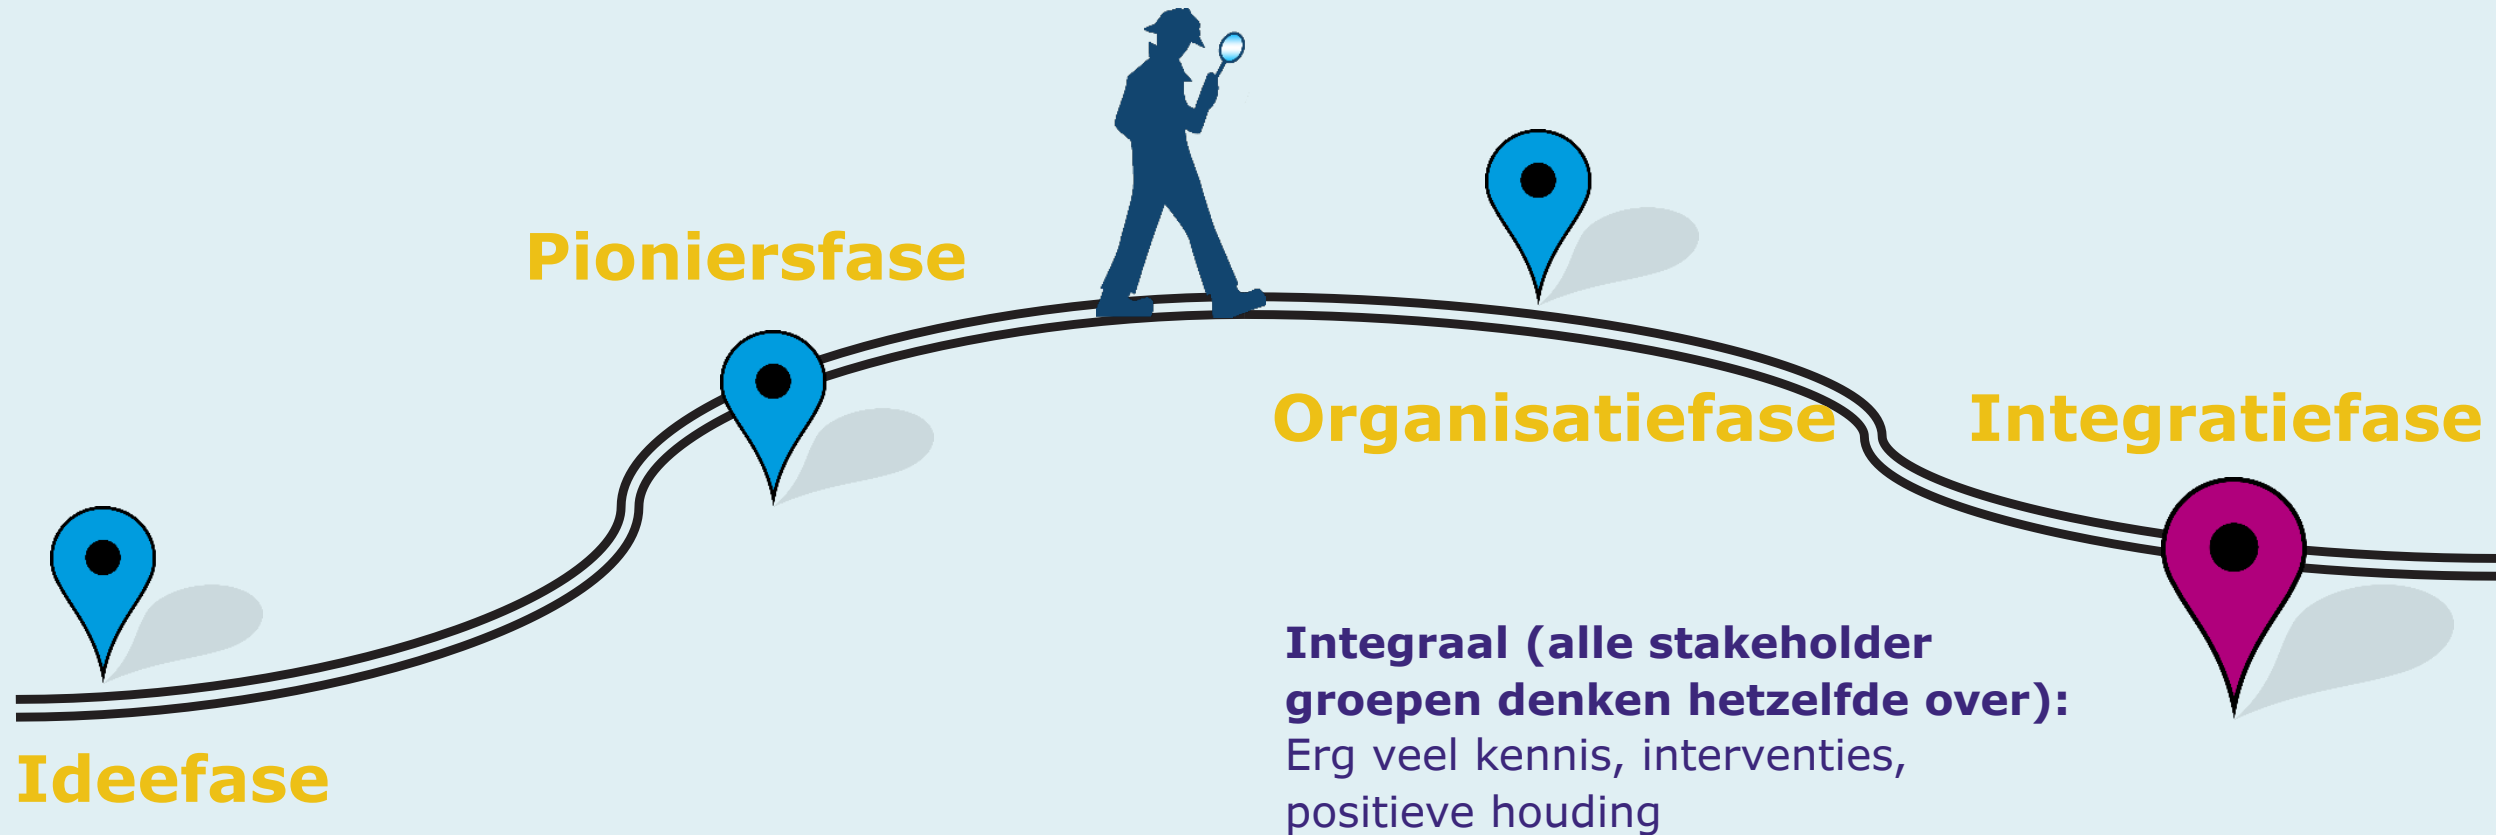 Pioniersfase
Organisatiefase
Integratiefase
Ideefase
Integraal (alle stakeholder
groepen denken hetzelfde over):
Erg veel kennis, interventies,
positieve houding